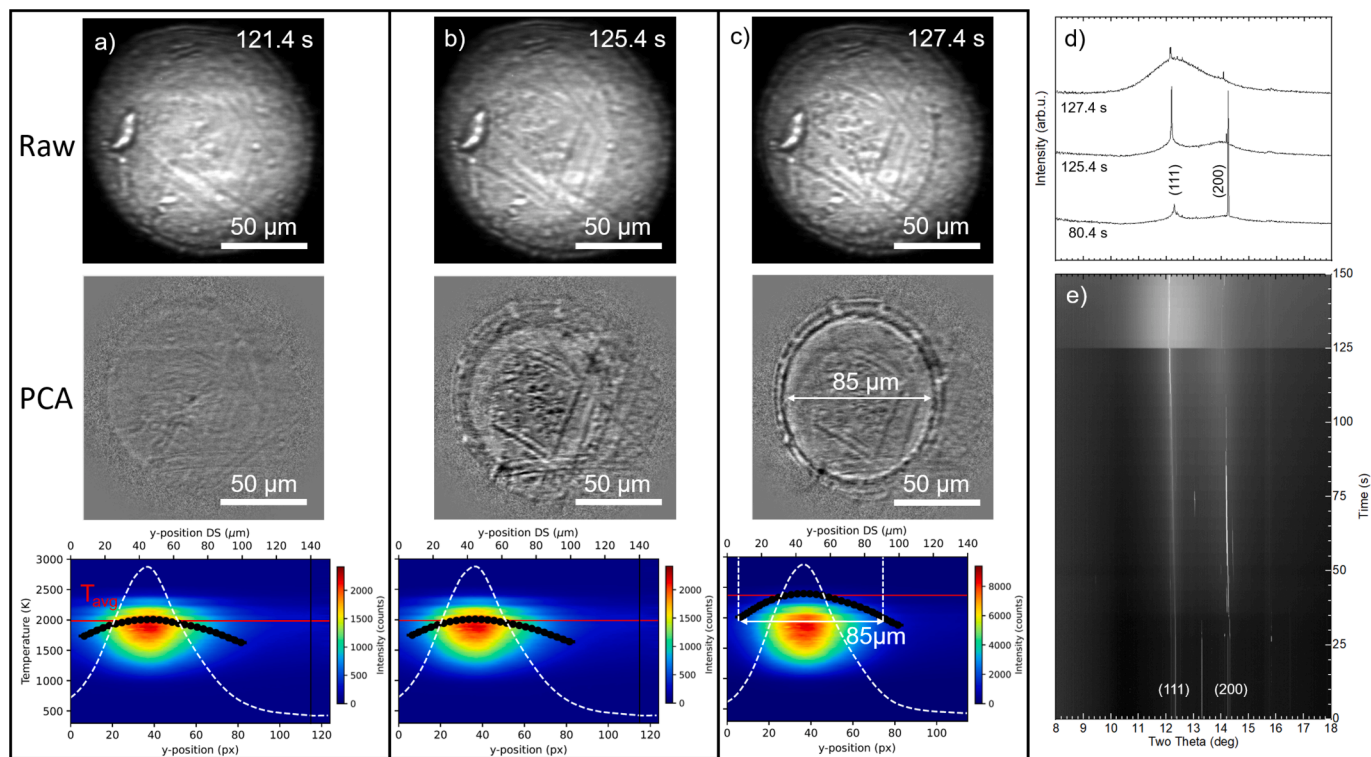 a)
121.4 s
b)
125.4 s
c)
127.4 s
Raw
50 µm
50 µm
50 µm
PCA
85 µm
50 µm
50 µm
50 µm
y-position DS (µm)
0 20 40 60 80 100 120 140
y-position DS (µm)
0 20 40 60 80 100 120 140
y-position DS (µm)
0 20 40 60 80 100 120 140
Temperature (K)
3000
2500
2000
1500
1000
500
Tavg
0 20 40 60 80 100 120
y-position (px)
2000
1500
1000
500
0
Intensity (counts)
0 20 40 60 80 100 120
y-position (px)
2000
1500
1000
500
0
Intensity (counts)
85µm
0 20 40 60 80 100
y-position (px)
8000
6000
4000
2000
0
Intensity (counts)
d)
Intensity (arb.u.)
127.4 s
125.4 s
(111)
(200)
80.4 s
e)
150
125
100
75
50
25
0
Time (s)
(111)
(200)
8 9 10 11 12 13 14 15 16 17 18
Two Theta (deg)